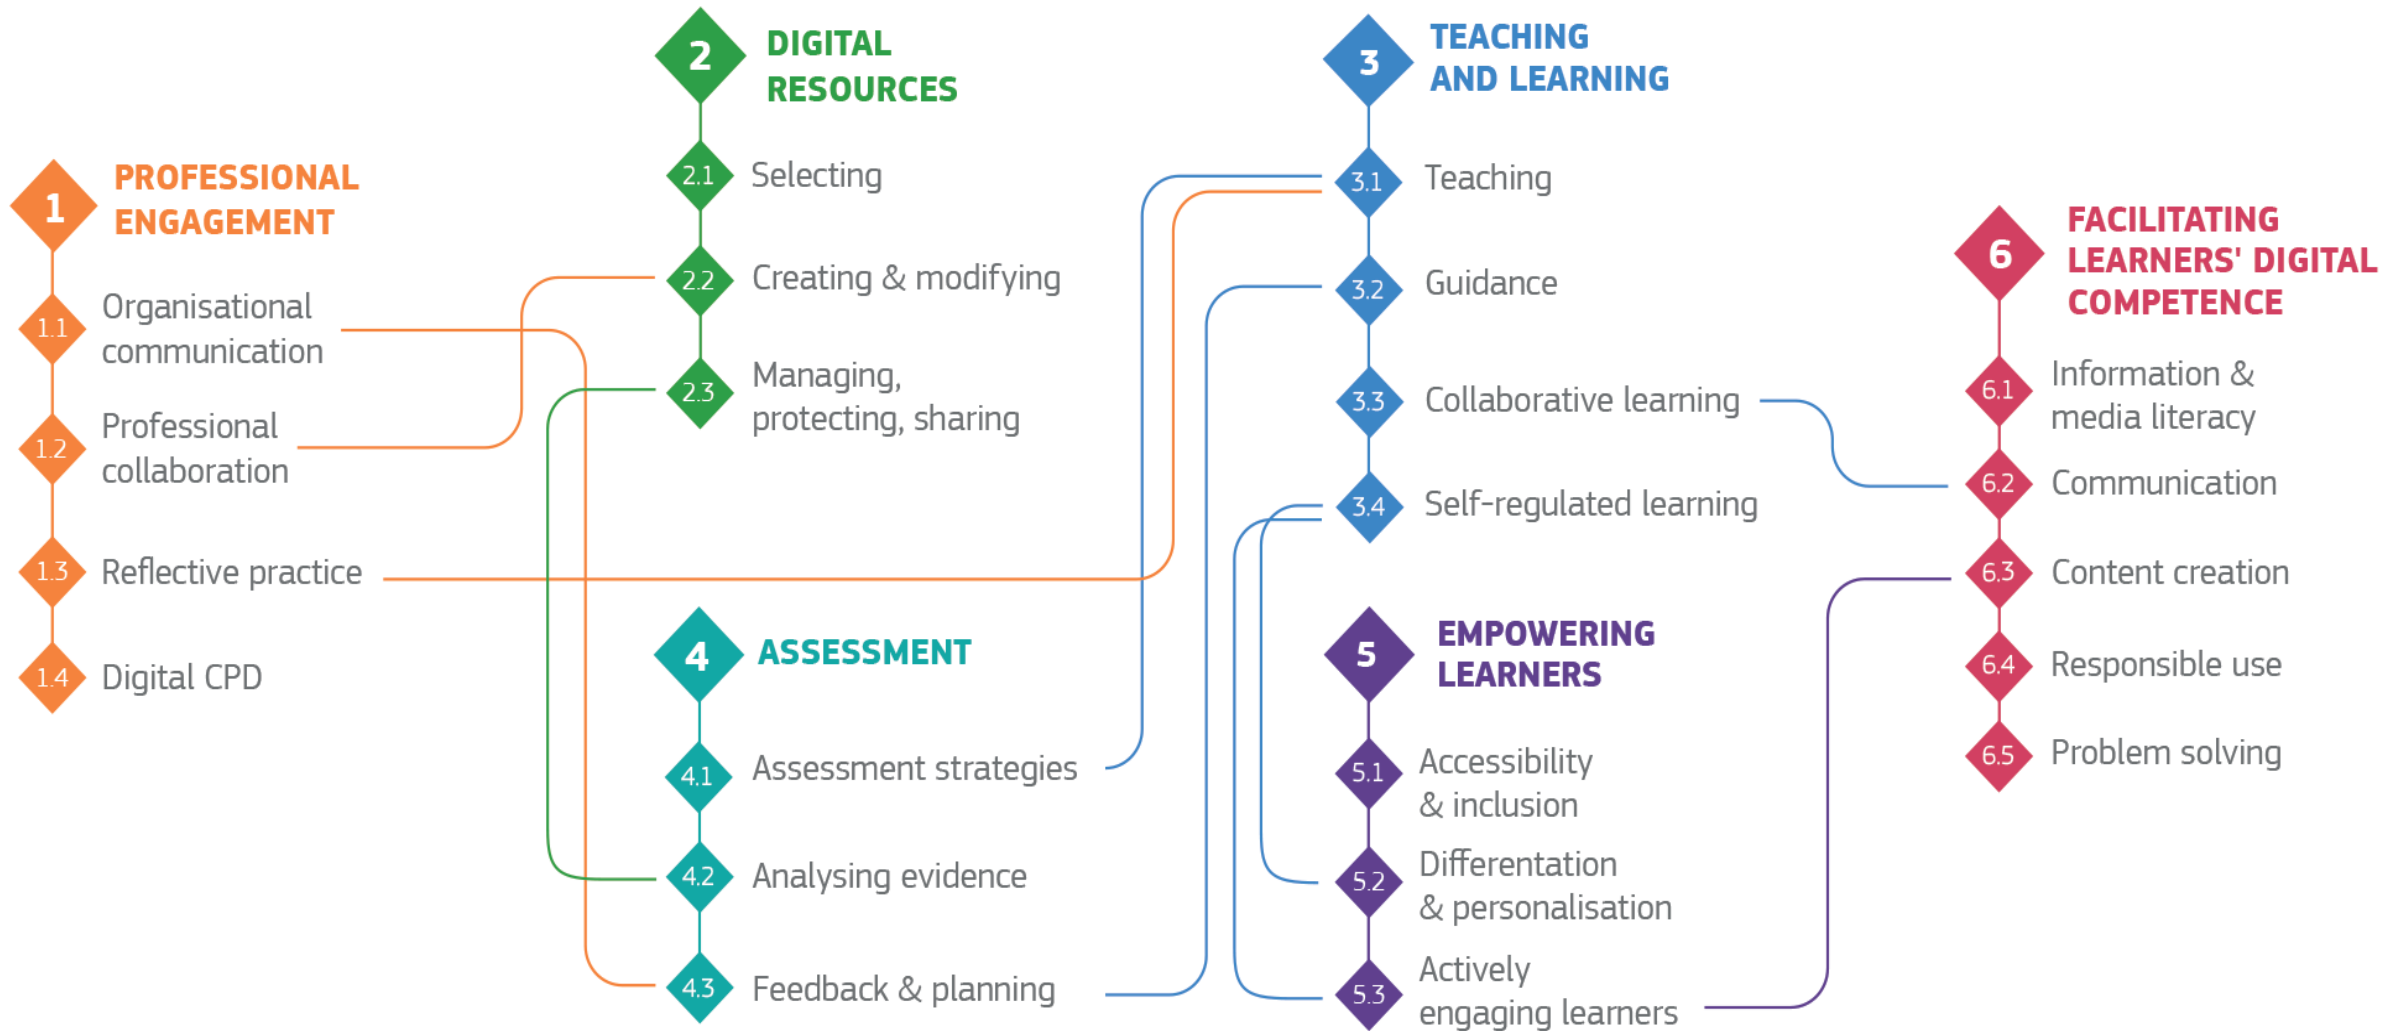 1
PROFESSIONAL
ENGAGEMENT
1.1
Organisational
communication
1.2
Professional
collaboration
1.3
Reflective practice
1.4
Digital CPD
2
DIGITAL
RESOURCES
2.1
Selecting
2.2
Creating & modifying
2.3
Managing,
protecting, sharing
3
TEACHING
AND LEARNING
3.1
Teaching
3.2
Guidance
3.3
Collaborative learning
3.4
Self-regulated learning
4
ASSESSMENT
4.1
Assessment strategies
4.2
Analysing evidence
4.3
Feedback & planning
5
EMPOWERING
LEARNERS
5.1
Accessibility
& inclusion
5.2
Differentation
& personalisation
5.3
Actively
engaging learners
6
FACILITATING
LEARNERS' DIGITAL
COMPETENCE
6.1
Information &
media literacy
6.2
Communication
6.3
Content creation
6.4
Responsible use
6.5
Problem solving